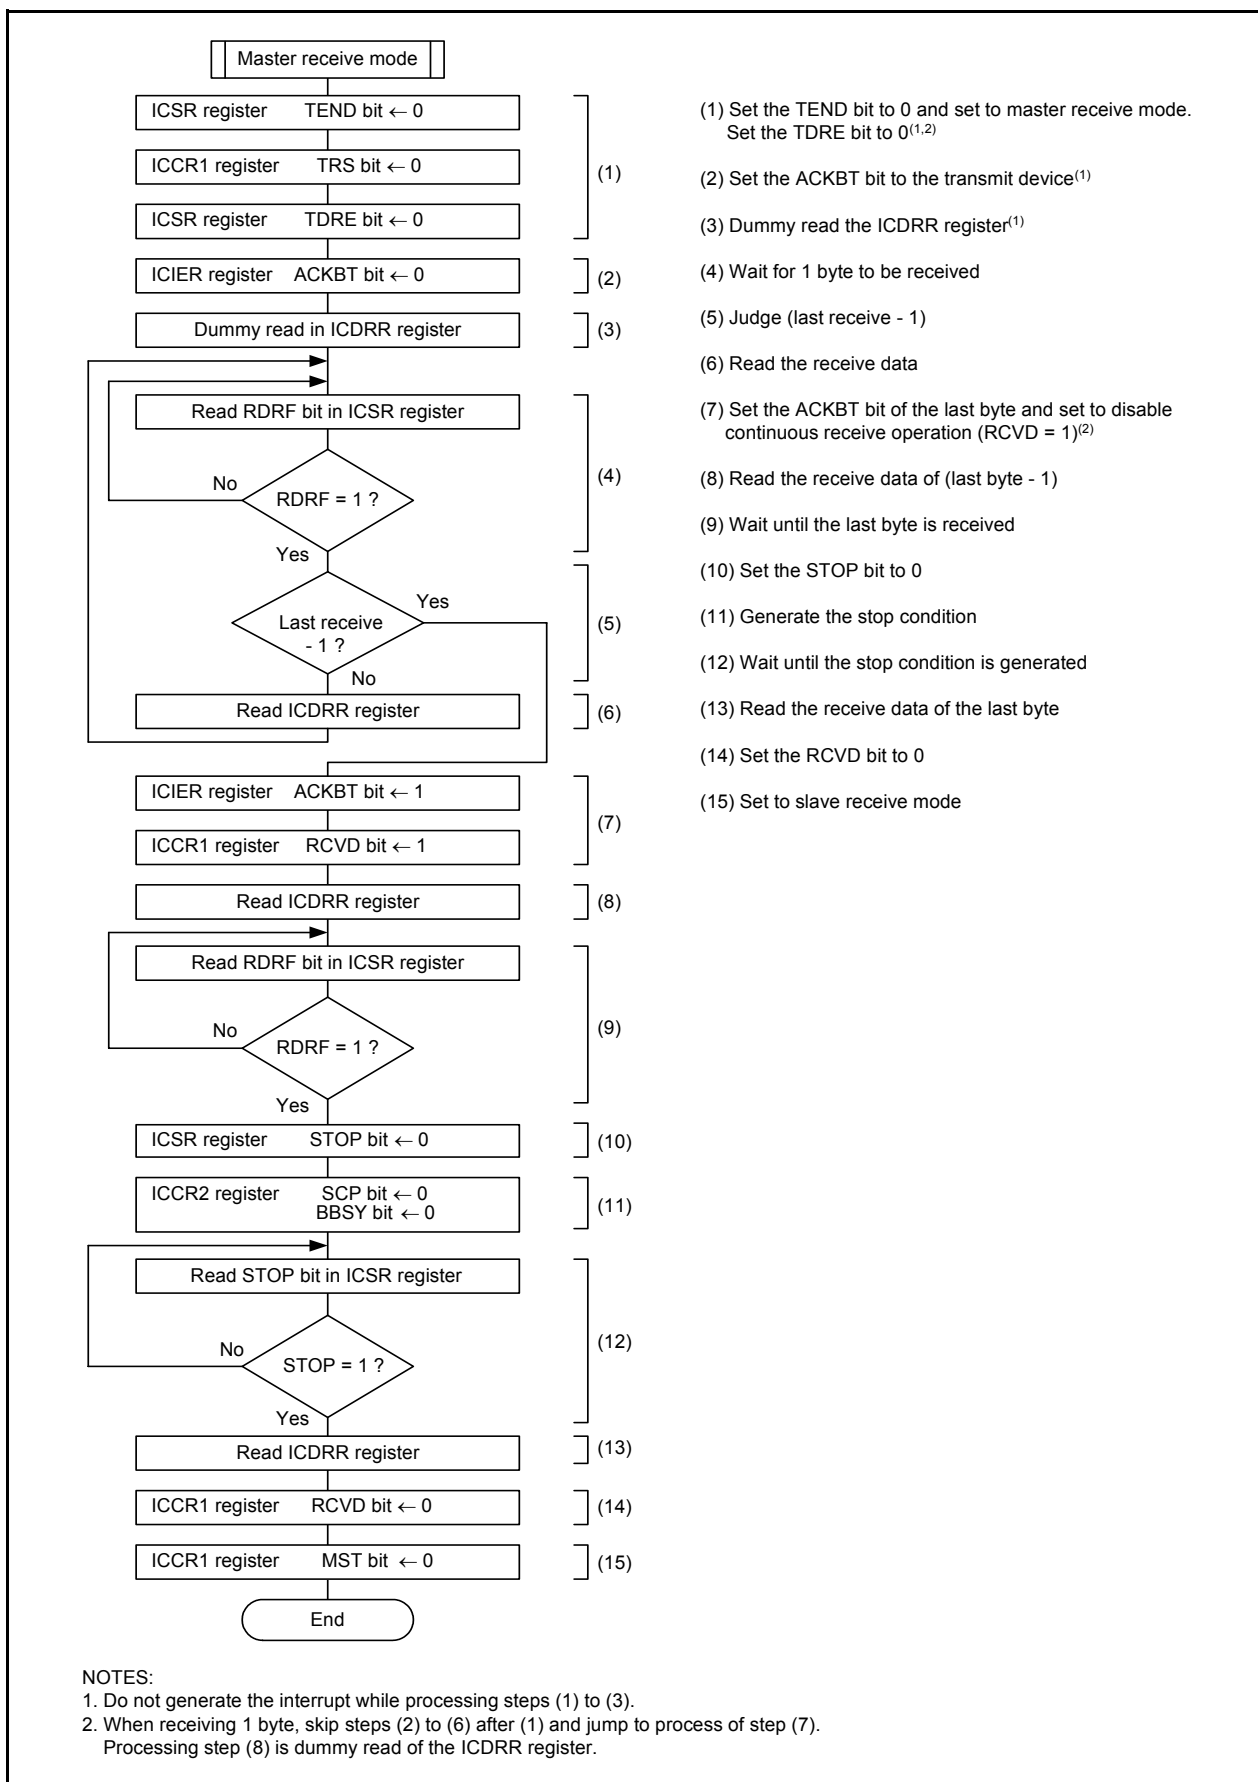 Master receive mode
ICSR register TEND bit ← 0
ICCR1 register TRS bit ← 0
ICSR register TDRE bit ← 0
(1)
ICIER register ACKBT bit ← 0
(2)
Dummy read in ICDRR register
(3)
Read RDRF bit in ICSR register
No
RDRF = 1 ?
(4)
Yes
Yes
Last receive
- 1 ?
(5)
No
Read ICDRR register
(6)
ICIER register ACKBT bit ← 1
ICCR1 register RCVD bit ← 1
(7)
Read ICDRR register
(8)
Read RDRF bit in ICSR register
No
RDRF = 1 ?
(9)
Yes
ICSR register STOP bit ← 0
(10)
ICCR2 register SCP bit ← 0
BBSY bit ← 0
(11)
Read STOP bit in ICSR register
No
STOP = 1 ?
(12)
Yes
Read ICDRR register
(13)
ICCR1 register RCVD bit ← 0
(14)
ICCR1 register MST bit ← 0
(15)
End
(1) Set the TEND bit to 0 and set to master receive mode.
Set the TDRE bit to 0(1,2)
(2) Set the ACKBT bit to the transmit device(1)
(3) Dummy read the ICDRR register(1)
(4) Wait for 1 byte to be received
(5) Judge (last receive - 1)
(6) Read the receive data
(7) Set the ACKBT bit of the last byte and set to disable
continuous receive operation (RCVD = 1)(2)
(8) Read the receive data of (last byte - 1)
(9) Wait until the last byte is received
(10) Set the STOP bit to 0
(11) Generate the stop condition
(12) Wait until the stop condition is generated
(13) Read the receive data of the last byte
(14) Set the RCVD bit to 0
(15) Set to slave receive mode
NOTES:
1. Do not generate the interrupt while processing steps (1) to (3).
2. When receiving 1 byte, skip steps (2) to (6) after (1) and jump to process of step (7).
Processing step (8) is dummy read of the ICDRR register.